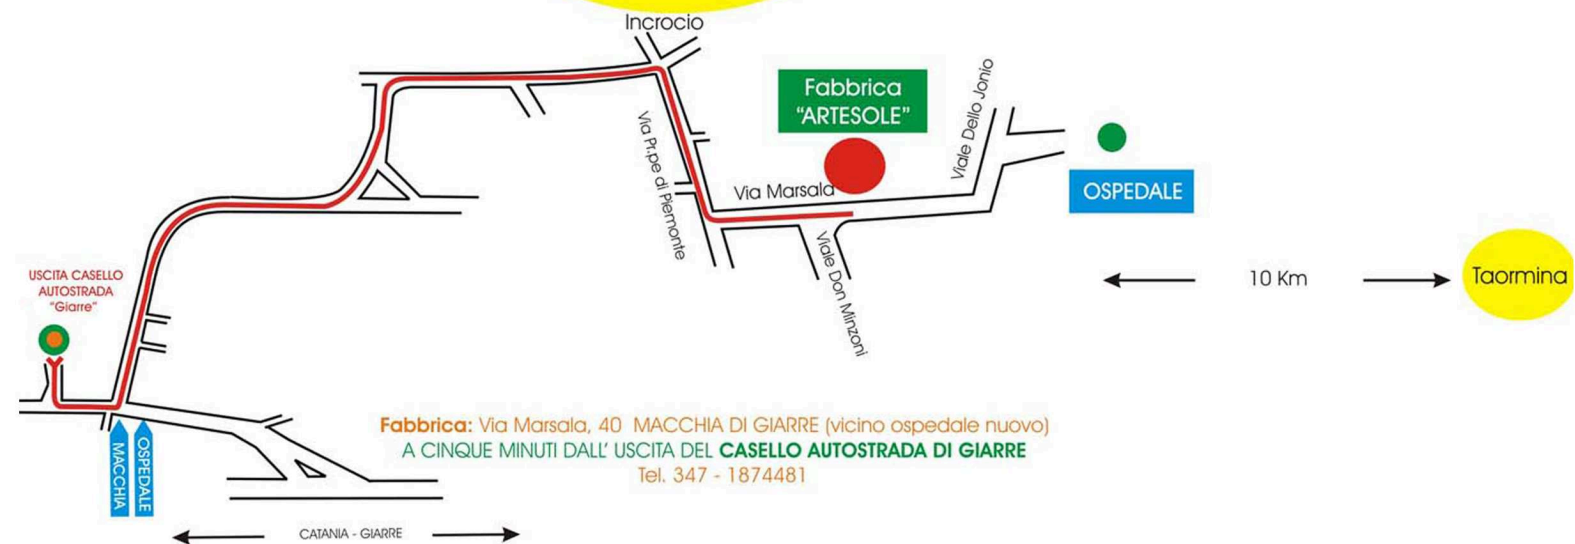 Incrocio
Fabbrica
“ARTESOLE”
Viale Dello Jonio
Via Pr.pe di Piemonte
Via Marsala
OSPEDALE
Viale Don Minzoni
10 Km
Taormina
USCITA CASELLO
AUTOSTRADA
“Giarre”
MACCHIA
OSPEDALE
Fabbrica: Via Marsala, 40 MACCHIA DI GIARRE (vicino ospedale nuovo)
A CINQUE MINUTI DALL’ USCITA DEL CASELLO AUTOSTRADA DI GIARRE
Tel. 347 - 1874481
CATANIA - GIARRE